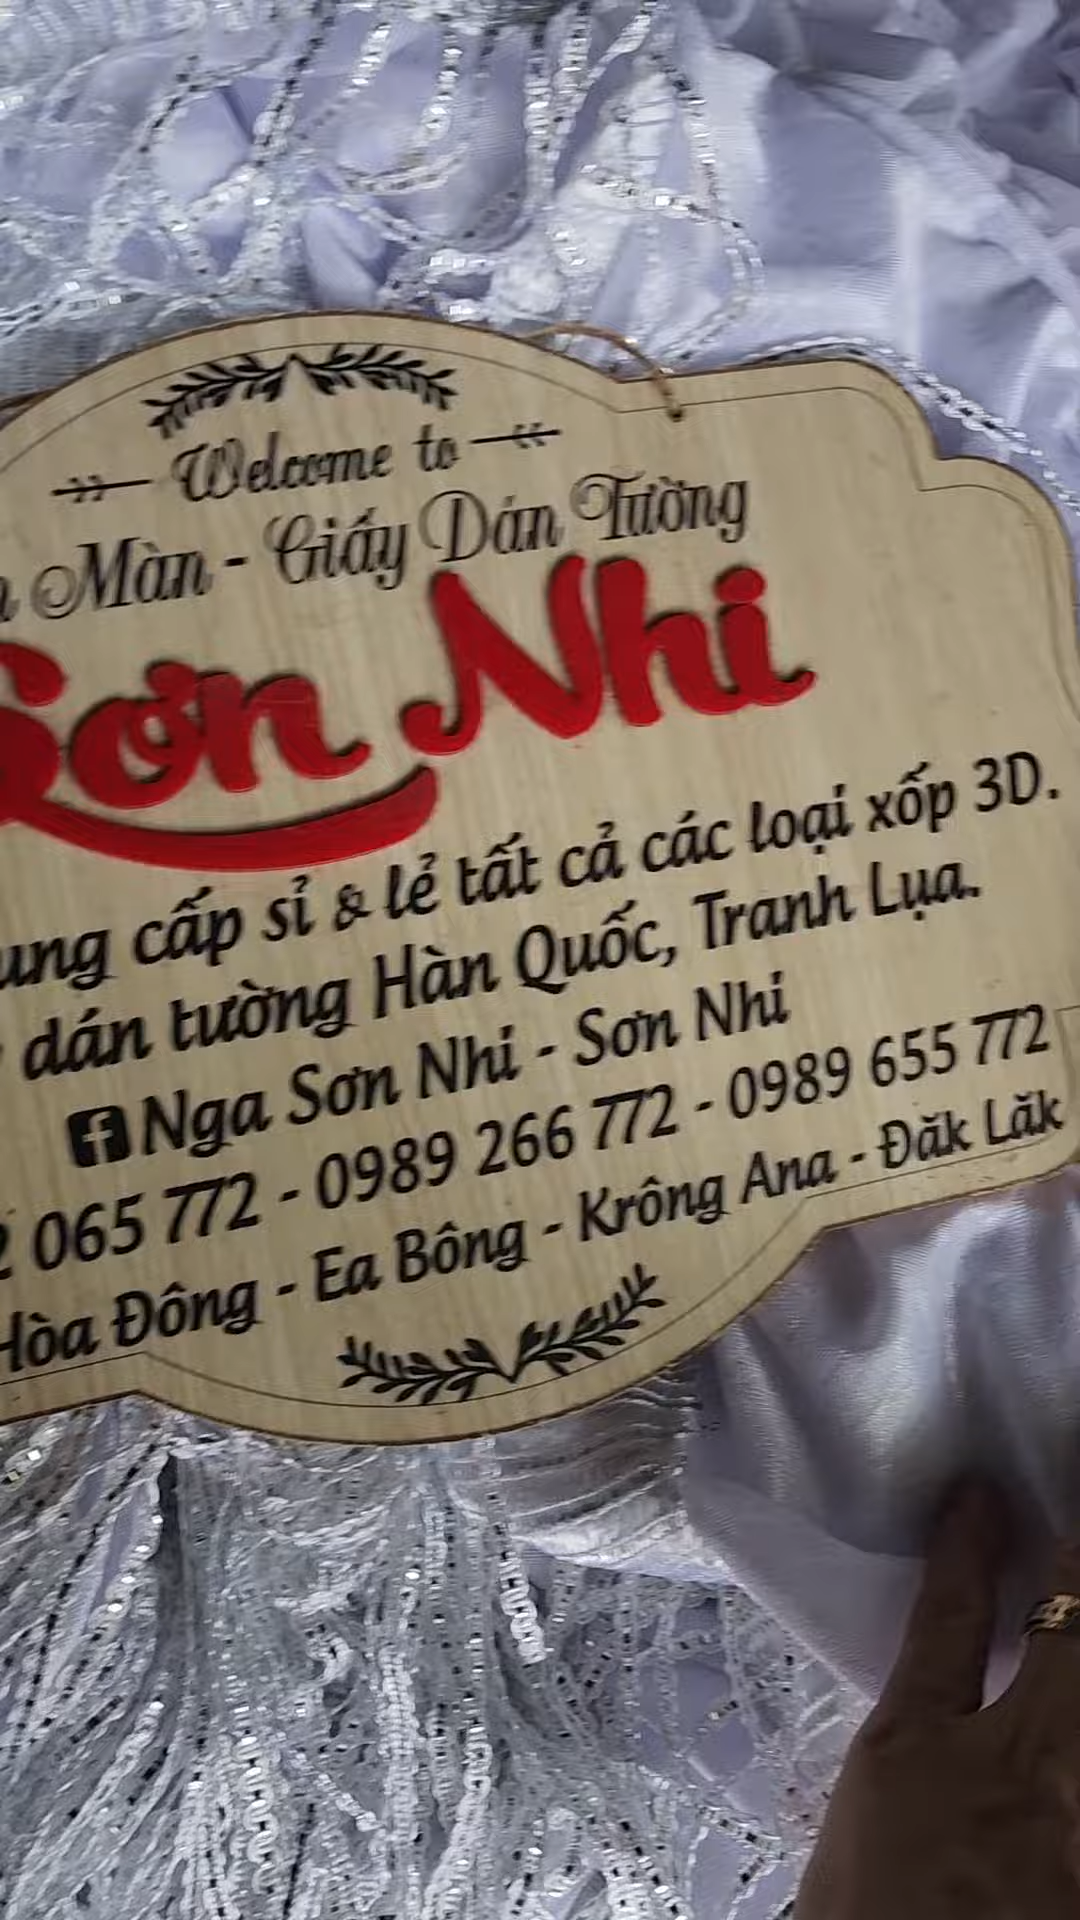 Welcome to
Màn - Giấy Dán Tường
Sơn Nhi
ung cấp sỉ & lẻ tất cả các loại xốp 3D.
dán tường Hàn Quốc, Tranh Lụa.
Nga Sơn Nhi - Sơn Nhi
2 065 772 - 0989 266 772 - 0989 655 772
Hòa Đông - Ea Bông - Krông Ana - Đăk Lăk